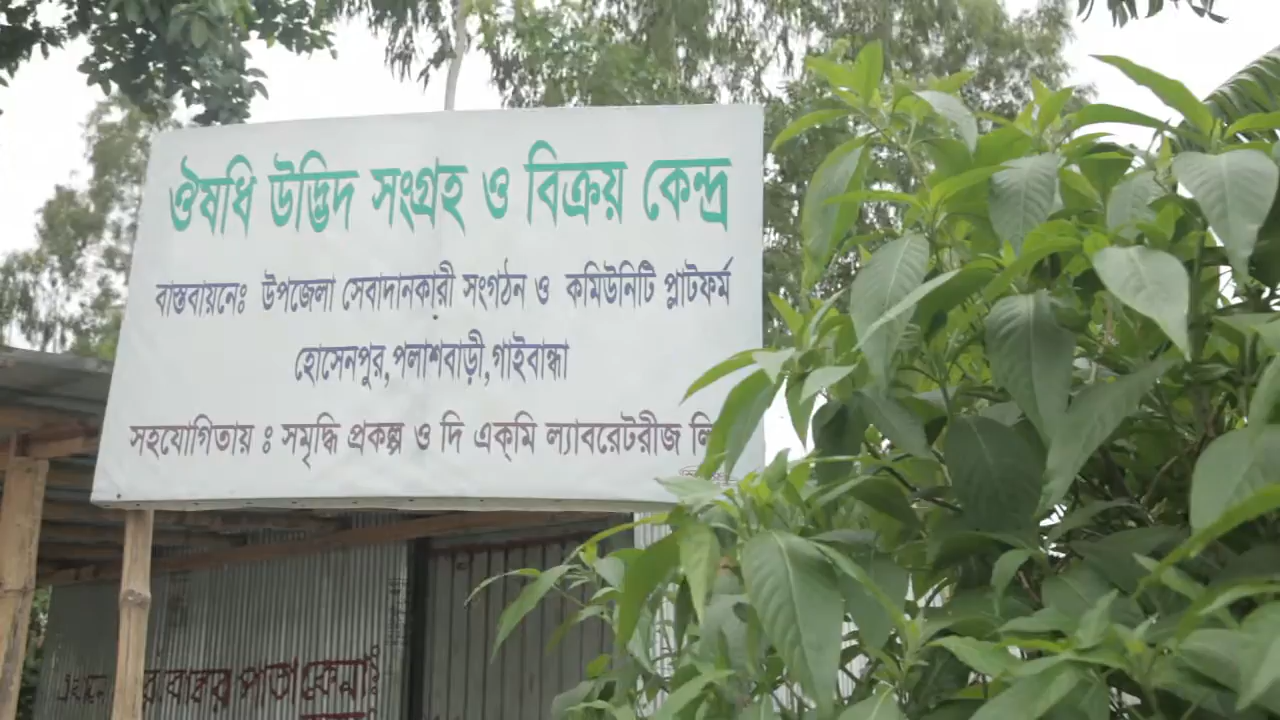 ঔষধি উদ্ভিদ সংগ্রহ ও বিক্রয় কেন্দ্র
বাস্তবায়নেঃ উপজেলা সেবাদানকারী সংগঠন ও কমিউনিটি প্লাটফর্ম
হোসেনপুর,পলাশবাড়ী,গাইবান্ধা
সহযোগিতায় ঃ সমৃদ্ধি প্রকল্প ও দি এক্‌মি ল্যাবরেটরীজ লি
পাতা কেনা